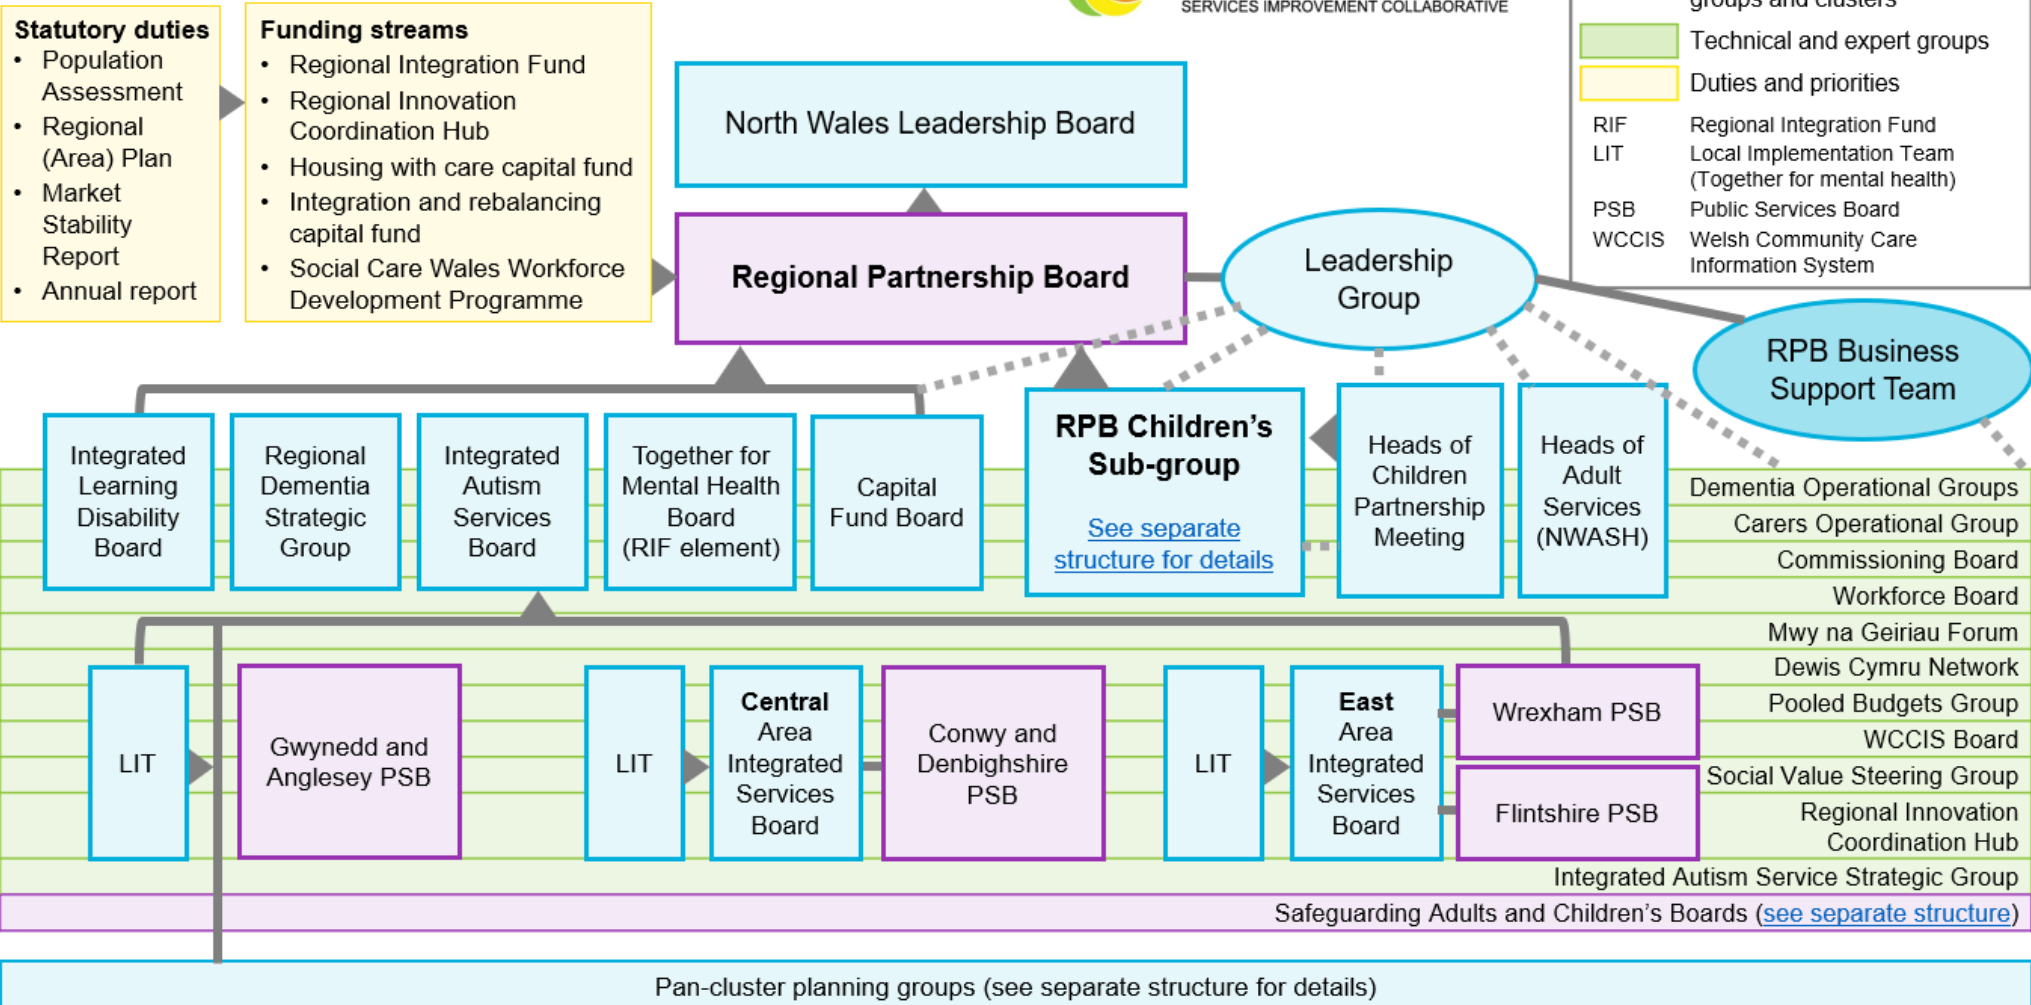 SERVICES IMPROVEMENT COLLABORATIVE
groups and clusters
Technical and expert groups
Duties and priorities
RIF Regional Integration Fund
LIT Local Implementation Team
(Together for mental health)
PSB Public Services Board
WCCIS Welsh Community Care
Information System
Statutory duties
• Population
Assessment
• Regional
(Area) Plan
• Market
Stability
Report
• Annual report
Funding streams
• Regional Integration Fund
• Regional Innovation
Coordination Hub
• Housing with care capital fund
• Integration and rebalancing
capital fund
• Social Care Wales Workforce
Development Programme
North Wales Leadership Board
Regional Partnership Board
Leadership
Group
RPB Business
Support Team
Integrated
Learning
Disability
Board
Regional
Dementia
Strategic
Group
Integrated
Autism
Services
Board
Together for
Mental Health
Board
(RIF element)
Capital
Fund Board
RPB Children's
Sub-group
See separate
structure for details
Heads of
Children
Partnership
Meeting
Heads of
Adult
Services
(NWASH)
Dementia Operational Groups
Carers Operational Group
Commissioning Board
Workforce Board
Mwy na Geiriau Forum
Dewis Cymru Network
Pooled Budgets Group
WCCIS Board
Social Value Steering Group
Regional Innovation
Coordination Hub
Integrated Autism Service Strategic Group
LIT
Gwynedd and
Anglesey PSB
LIT
Central
Area
Integrated
Services
Board
Conwy and
Denbighshire
PSB
LIT
East
Area
Integrated
Services
Board
Wrexham PSB
Flintshire PSB
Safeguarding Adults and Children's Boards (see separate structure)
Pan-cluster planning groups (see separate structure for details)